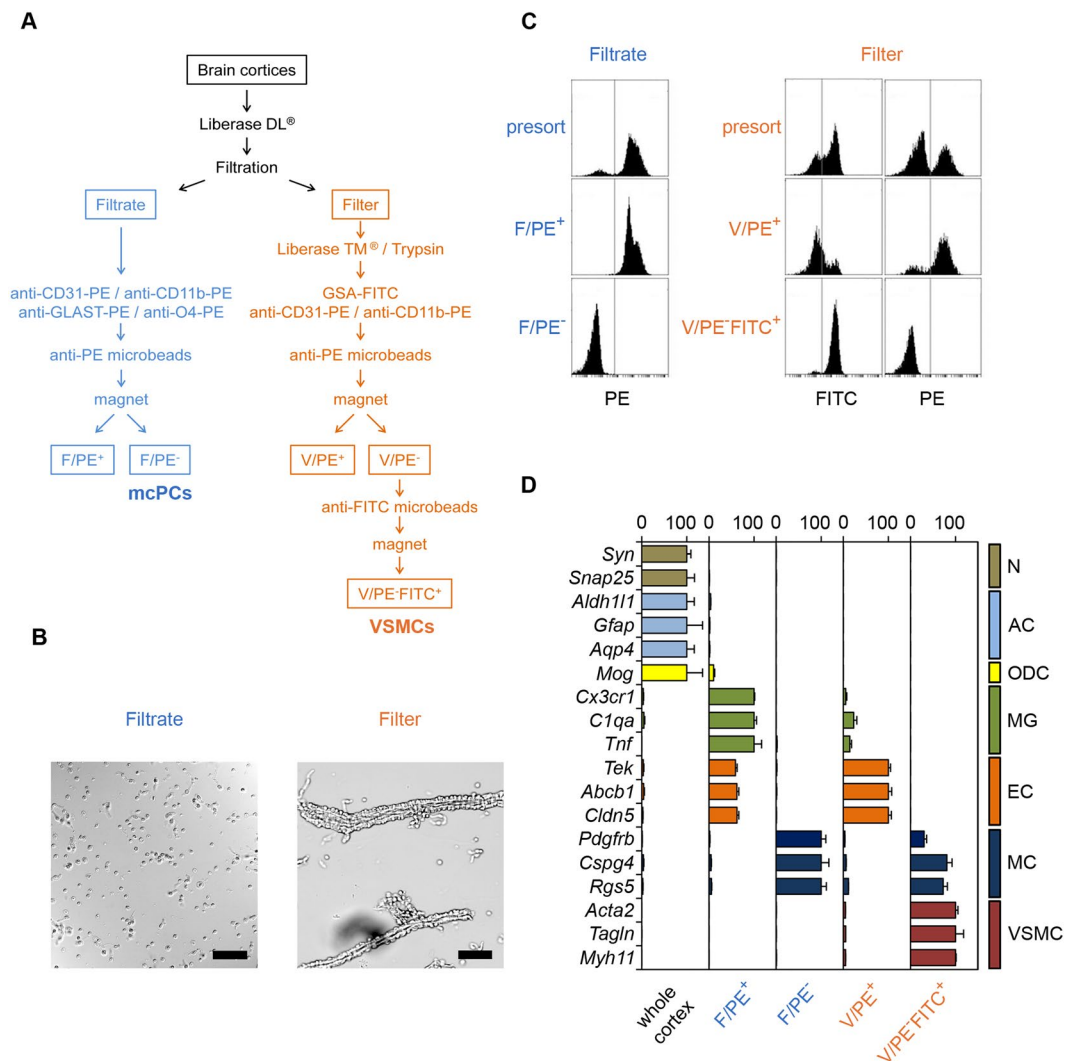 A
Brain cortices
Liberase DL®
Filtration
Filtrate
Filter
Liberase TM® / Trypsin
anti-CD31-PE / anti-CD11b-PE
anti-GLAST-PE / anti-O4-PE
GSA-FITC
anti-CD31-PE / anti-CD11b-PE
anti-PE microbeads
anti-PE microbeads
magnet
magnet
F/PE⁺
F/PE⁻
V/PE⁺
V/PE⁻
mcPCs
anti-FITC microbeads
magnet
V/PE⁻FITC⁺
VSMCs
B
Filtrate
Filter
C
Filtrate
Filter
presort
presort
F/PE⁺
V/PE⁺
F/PE⁻
V/PE⁻FITC⁺
PE
FITC
PE
D
0 100 0 100 0 100 0 100 0 100
Syn
Snap25
N
Aldh1l1
Gfap
AC
Aqp4
Mog
ODC
Cx3cr1
C1qa
MG
Tnf
Tek
Abcb1
EC
Cldn5
Pdgfrb
Cspg4
MC
Rgs5
Acta2
Tagln
VSMC
Myh11
whole
cortex
F/PE⁺
F/PE⁻
V/PE⁺
V/PE⁻FITC⁺